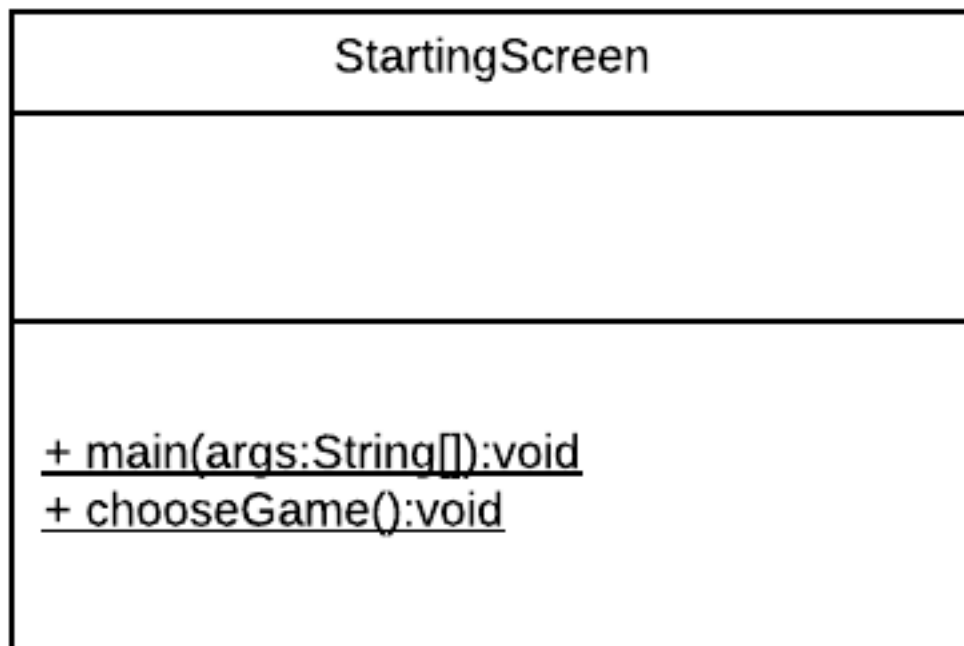 StartingScreen
+ main(args:String[]):void
+ chooseGame():void